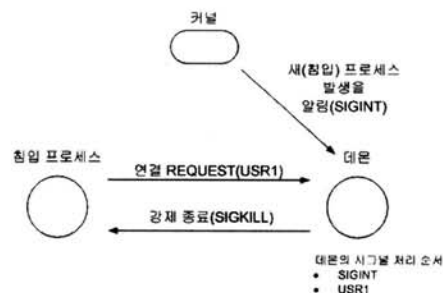 커널
새(침입) 프로세스
발생을
알림(SIGINT)
침입 프로세스
데몬
연결 REQUEST(USR1)
강제 종료(SIGKILL)
데몬의 시그널 처리 순서
• SIGINT
• USR1